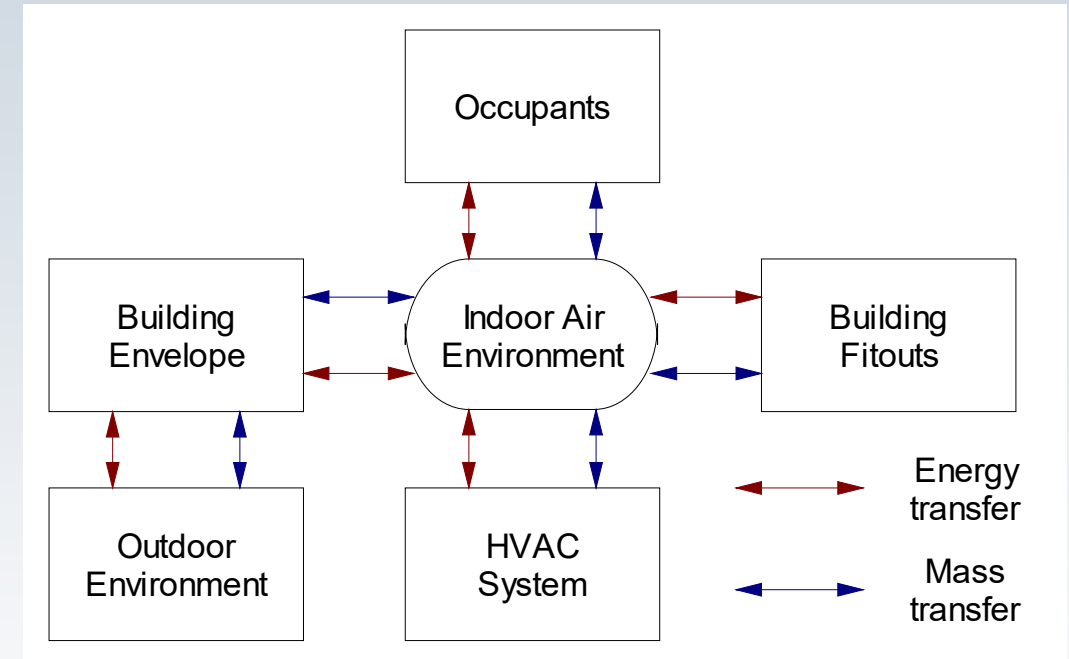 Occupants
Building
Envelope
Indoor Air
Environment
Building
Fitouts
Outdoor
Environment
HVAC
System
Energy
transfer
Mass
transfer